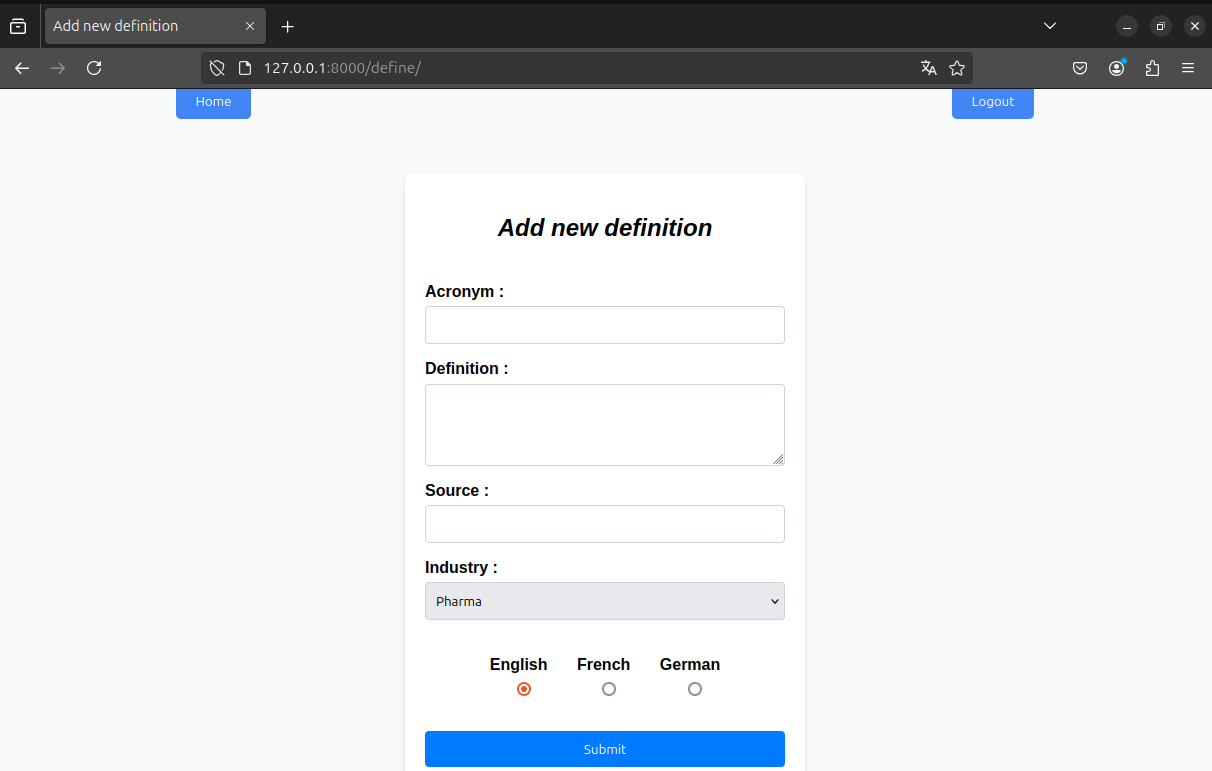 Add new definition
127.0.0.1:8000/define/
Home
Logout
Add new definition
Acronym :
Definition :
Source :
Industry :
Pharma
English French German
Submit